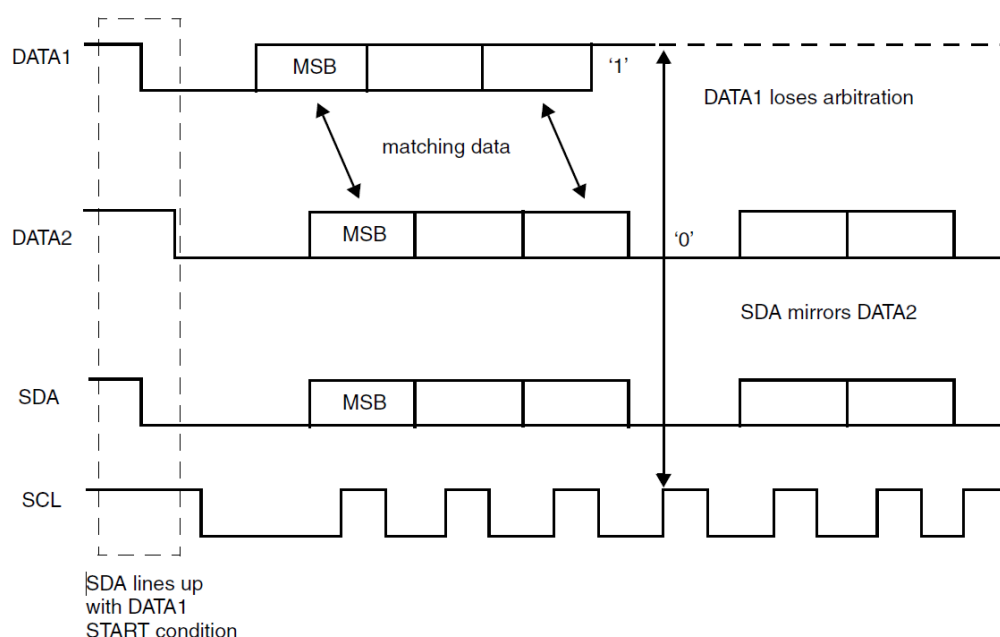 DATA1
MSB
‘1’
DATA1 loses arbitration
matching data
DATA2
MSB
‘0’
SDA mirrors DATA2
SDA
MSB
SCL
SDA lines up
with DATA1
START condition